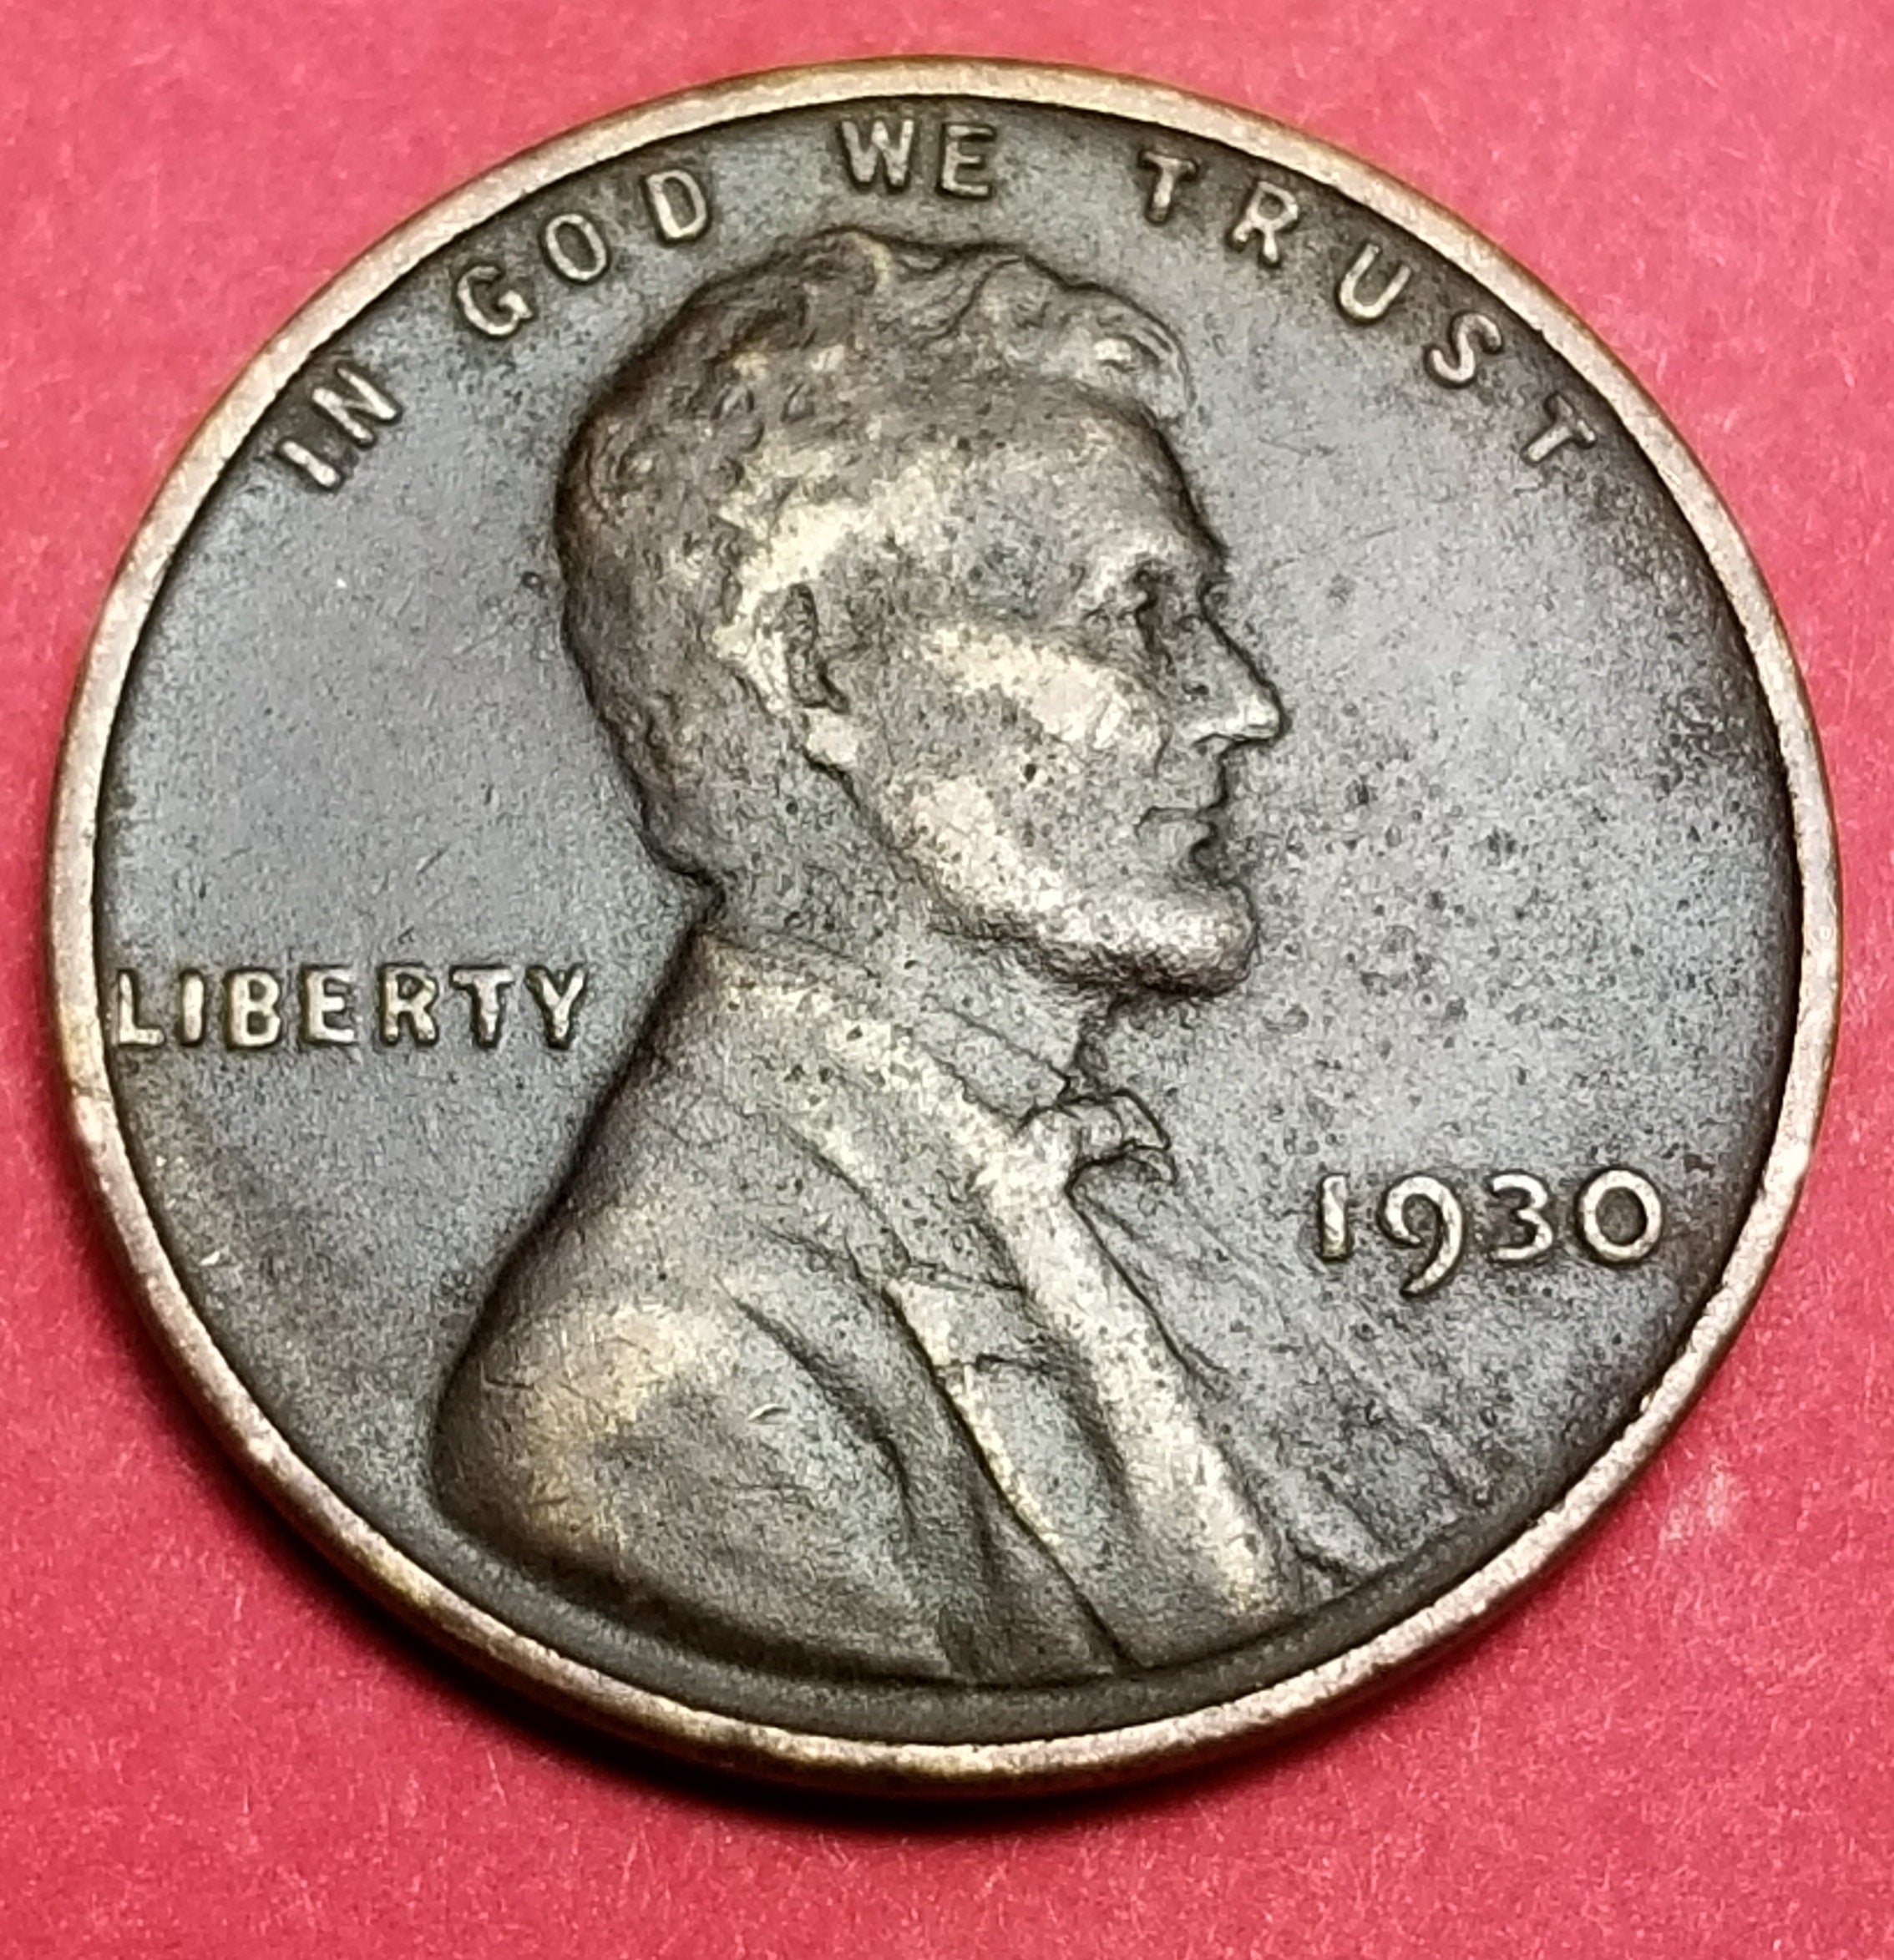 IN GOD WE TRUST
LIBERTY
1930